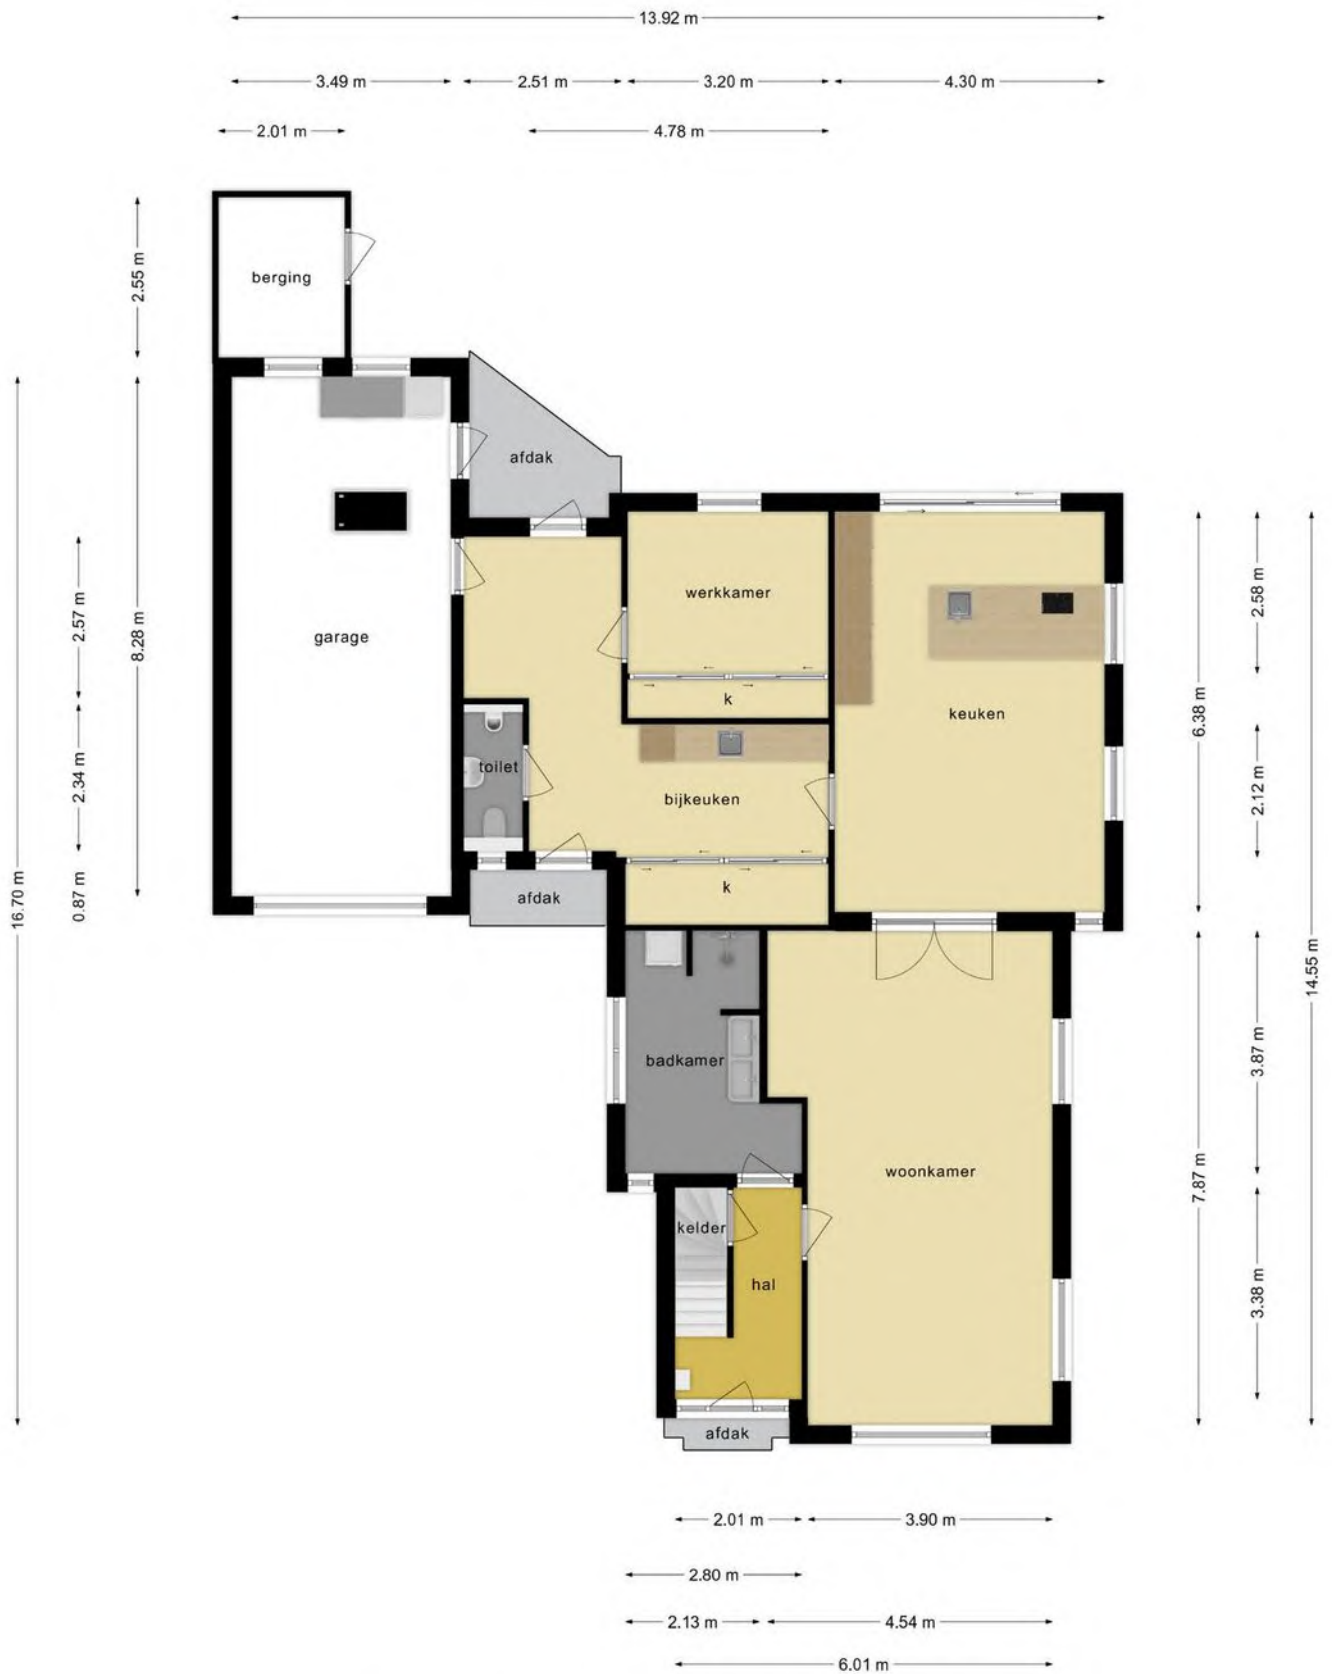 13.92 m
3.49 m
2.51 m
3.20 m
4.30 m
2.01 m
4.78 m
2.55 m
berging
afdak
16.70 m
8.28 m
2.57 m
2.34 m
0.87 m
garage
werkkamer
k
keuken
toilet
bijkeuken
k
afdak
6.38 m
2.58 m
2.12 m
14.55 m
badkamer
woonkamer
3.87 m
7.87 m
kelder
hal
3.38 m
afdak
2.01 m
3.90 m
2.80 m
2.13 m
4.54 m
6.01 m